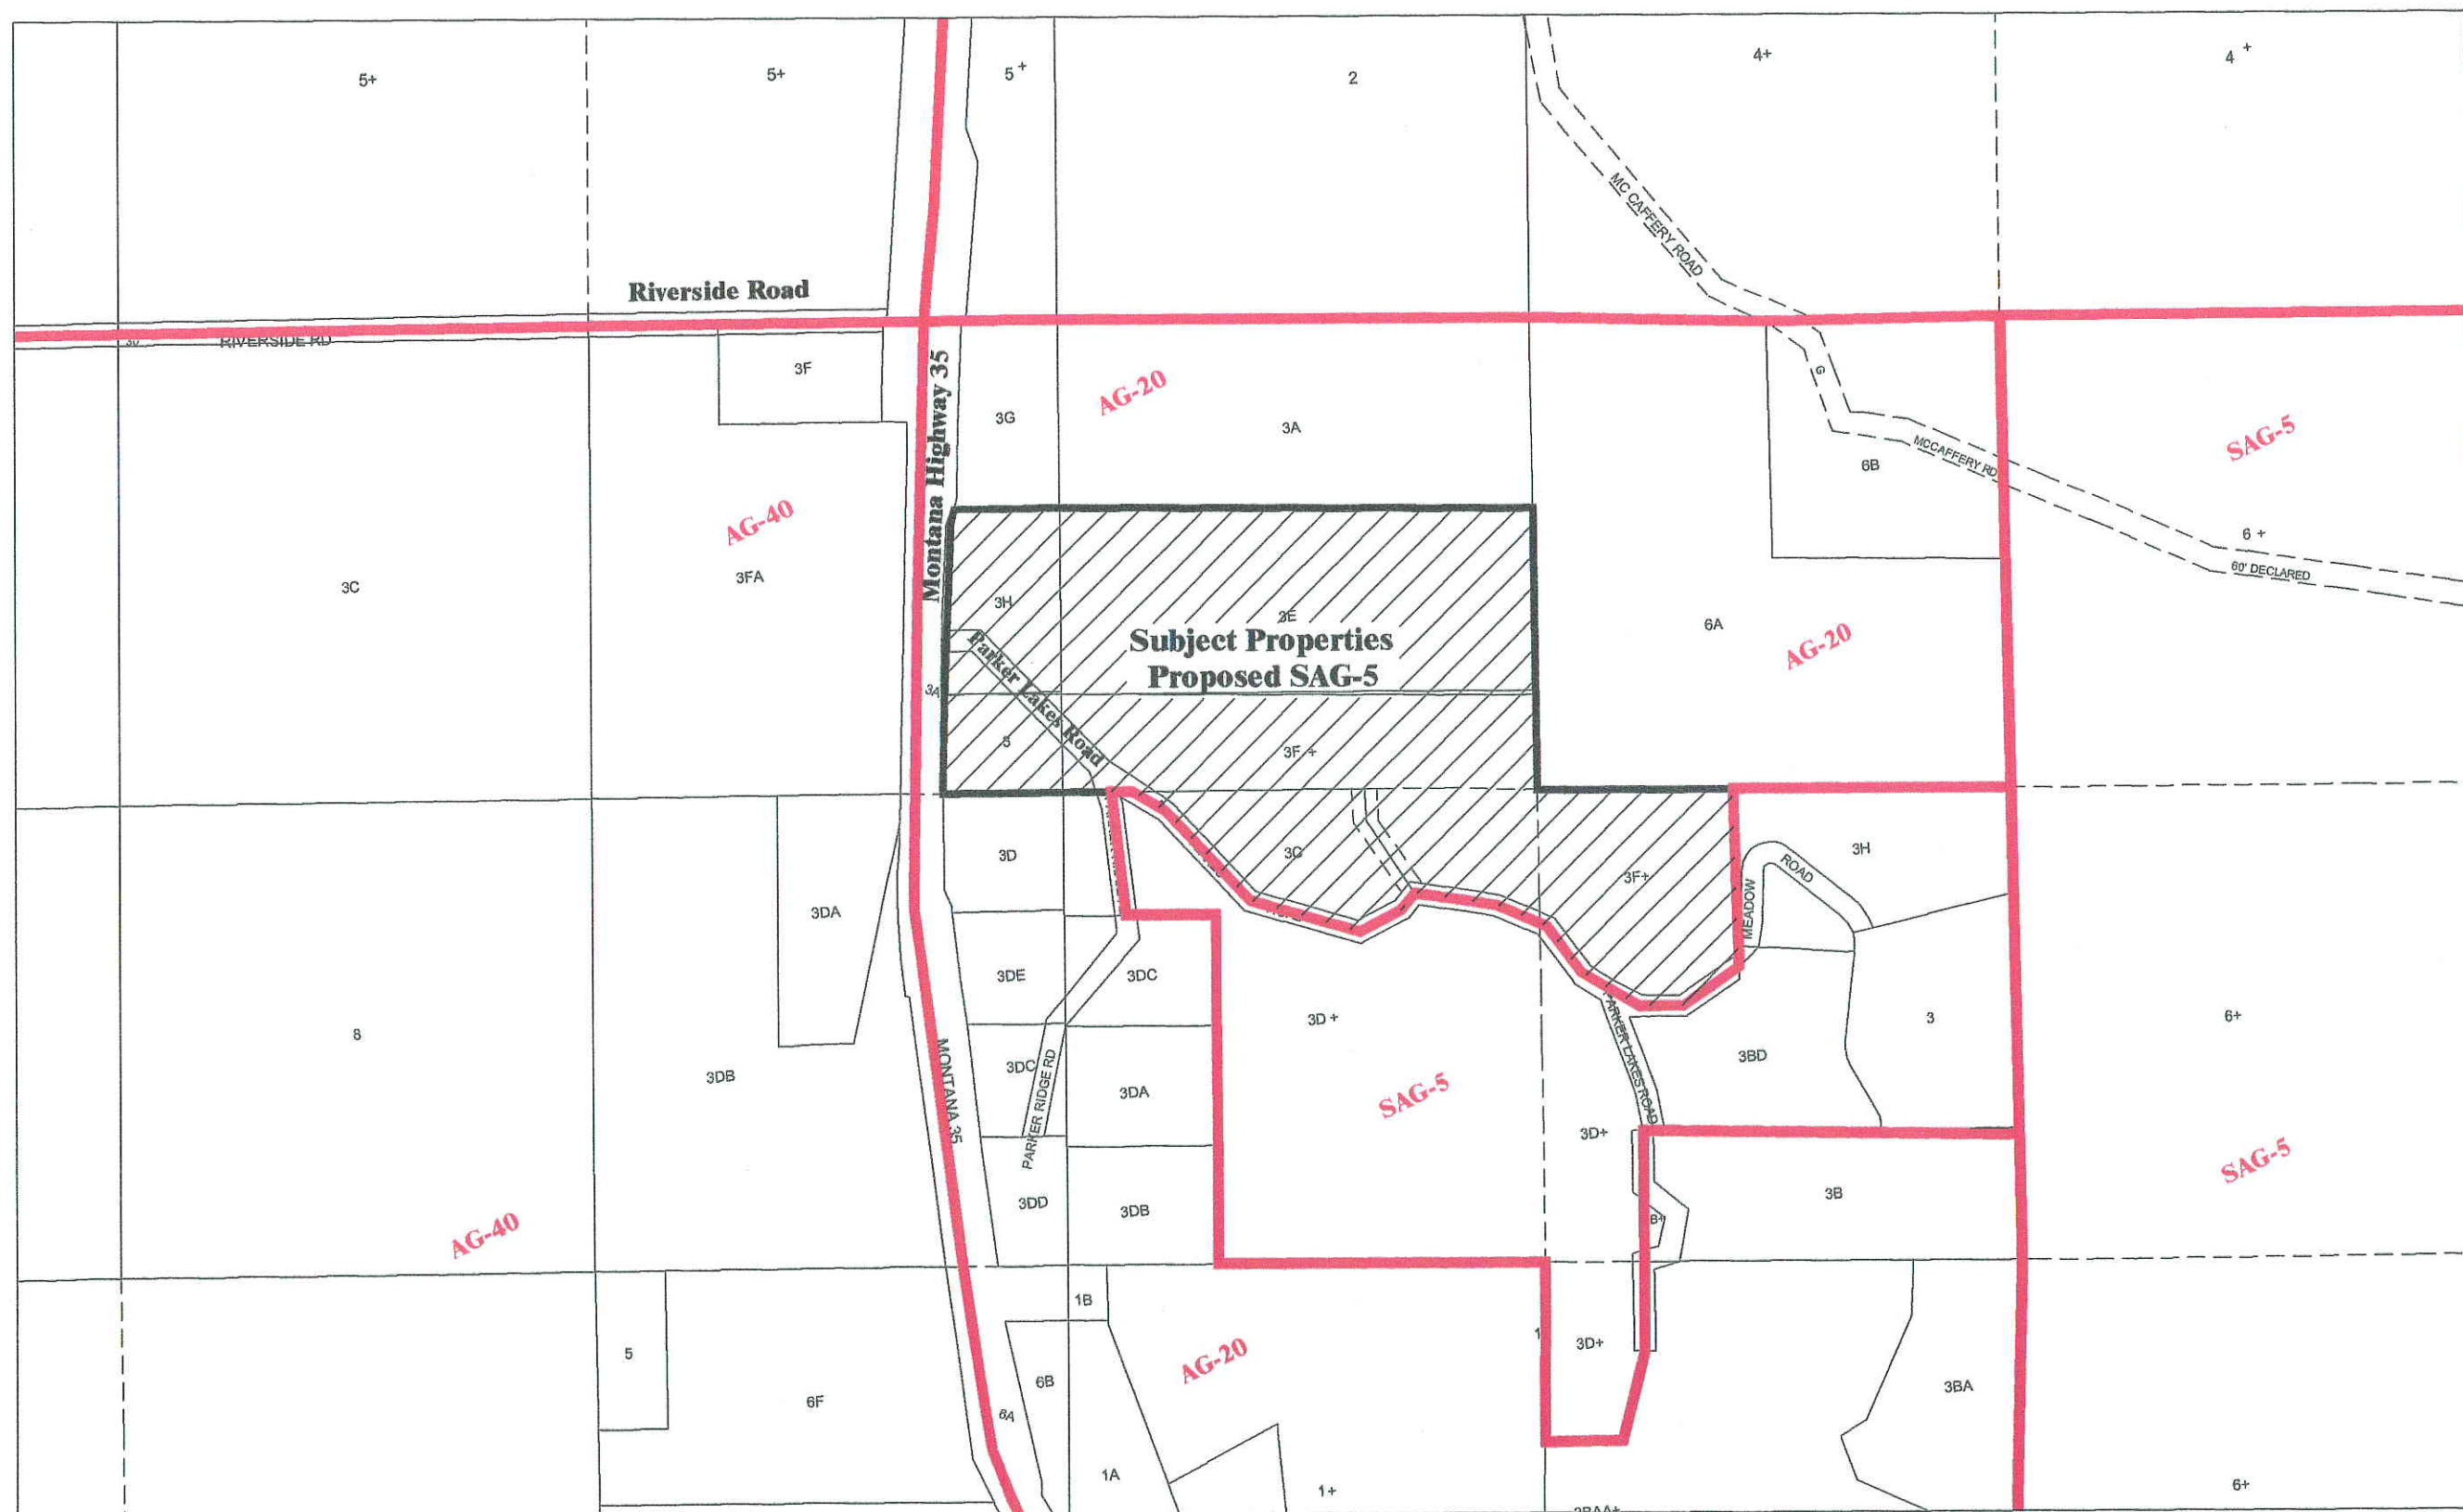 5+
5+
5 +
2
4+
4 +
MC CAFFERY ROAD
Riverside Road
30'
RIVERSIDE RD
3F
Montana Highway 35
3G
AG-20
3A
G
MCCAFFERY RD
6B
SAG-5
AG-40
6 +
60' DECLARED
3C
3FA
3H
3E
Subject Properties
Proposed SAG-5
6A
AG-20
Parker Lakes Road
3A
5
3F +
3D
3C
3F+
MEADOW
ROAD
3H
3DA
3DE
3DC
3D +
8
3DB
MONTANA 35
3DC
PARKER RIDGE RD
3DA
SAG-5
ARKER LAKES ROAD
3BD
3
6+
3D+
SAG-5
3DD
3DB
3B
B+
AG-40
1B
5
6F
6A
6B
AG-20
1
3D+
3BA
1A
1+
6+